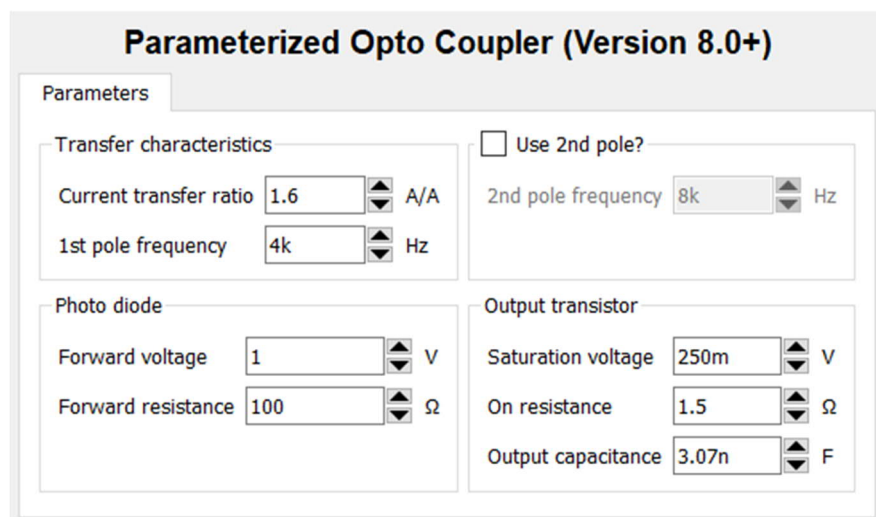 Parameterized Opto Coupler (Version 8.0+)
Parameters
Transfer characteristics
Current transfer ratio 1.6 A/A
1st pole frequency 4k Hz
Use 2nd pole?
2nd pole frequency 8k Hz
Photo diode
Forward voltage 1 V
Forward resistance 100 Ω
Output transistor
Saturation voltage 250m V
On resistance 1.5 Ω
Output capacitance 3.07n F